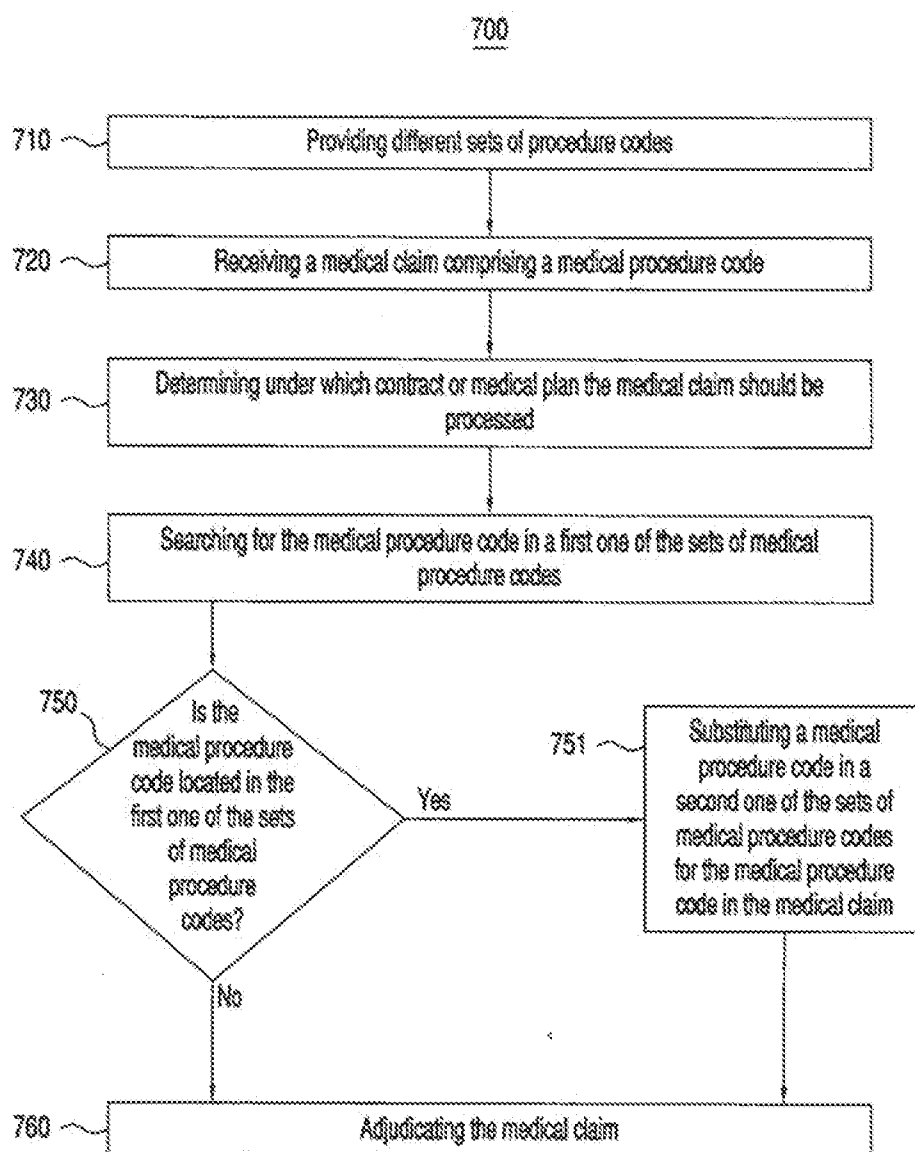 700
710
Providing different sets of procedure codes
720
Receiving a medical claim comprising a medical procedure code
730
Determining under which contract or medical plan the medical claim should be
processed
740
Searching for the medical procedure code in a first one of the sets of medical
procedure codes
750
Is the
medical procedure
code located in the
first one of the sets
of medical
procedure
codes?
Yes
No
751
Substituting a medical
procedure code in a
second one of the sets of
medical procedure codes
for the medical procedure
code in the medical claim
760
Adjudicating the medical claim